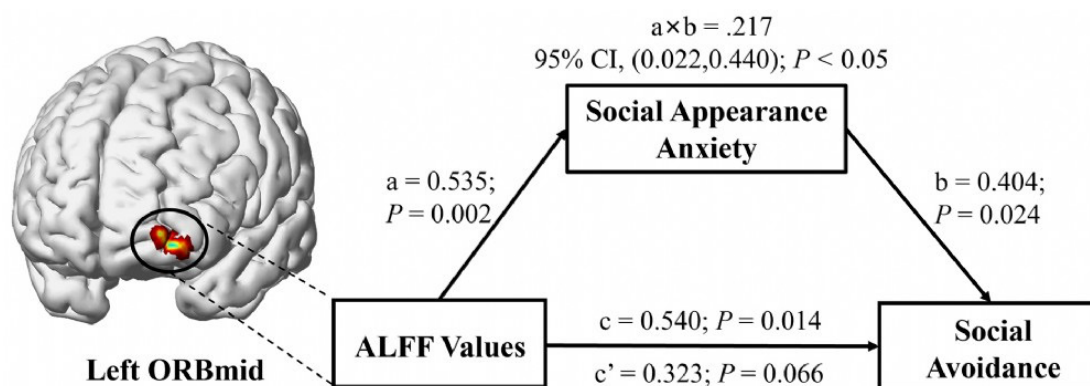 a×b = .217
95% CI, (0.022,0.440); P < 0.05
Social Appearance
Anxiety
a = 0.535;
P = 0.002
b = 0.404;
P = 0.024
c = 0.540; P = 0.014
ALFF Values
Social
Avoidance
Left ORBmid
c’ = 0.323; P = 0.066